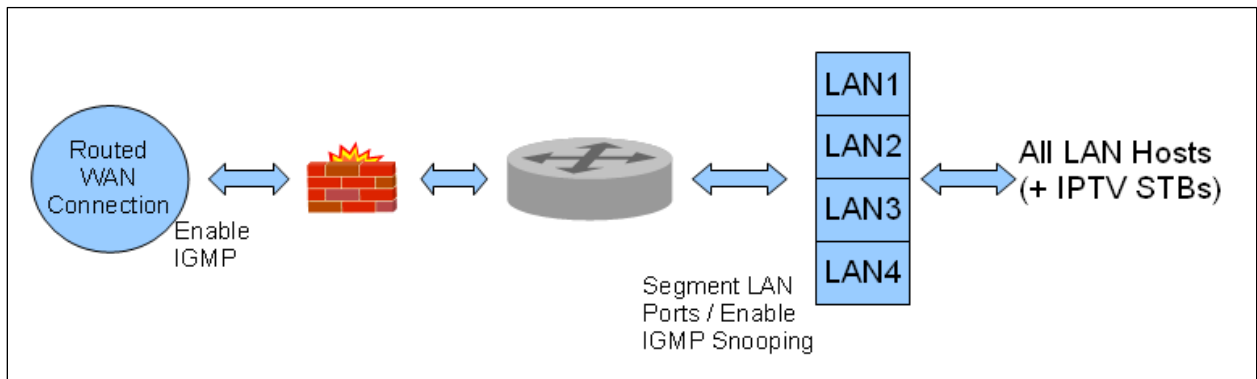 Routed
WAN
Connection
Enable
IGMP
Segment LAN
Ports / Enable
IGMP Snooping
LAN1
LAN2
LAN3
LAN4
All LAN Hosts
(+ IPTV STBs)